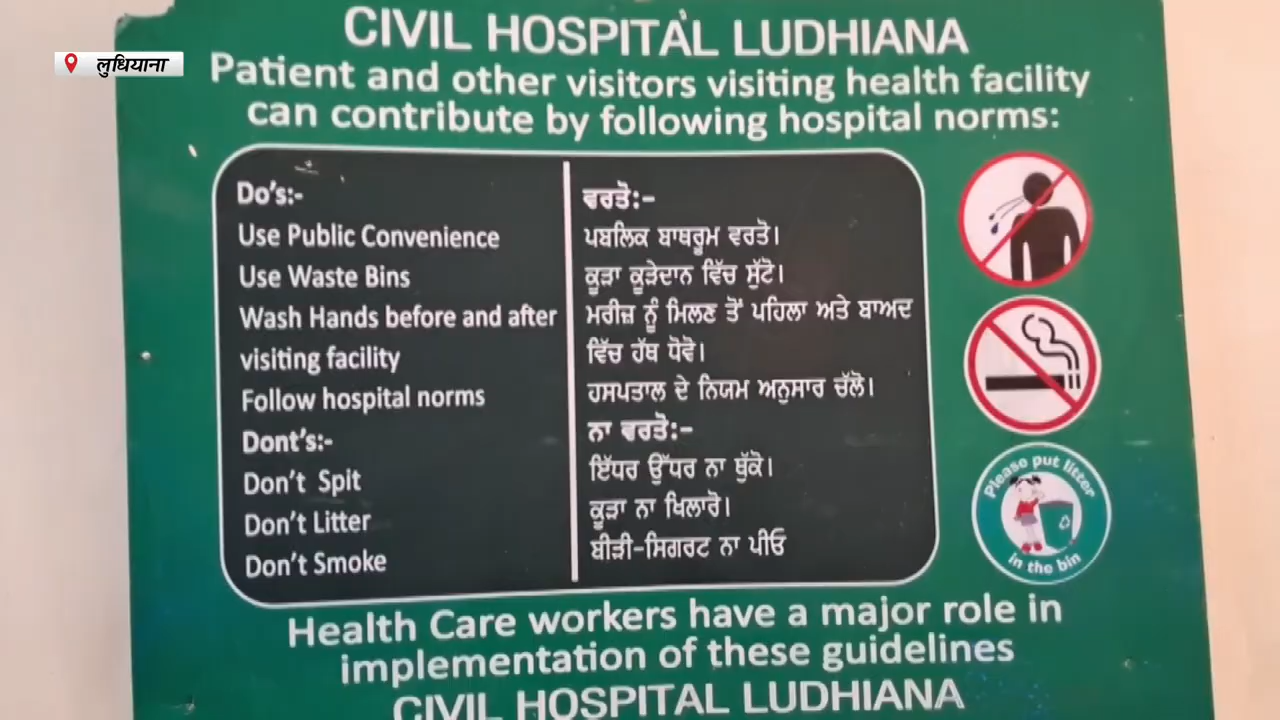 CIVIL HOSPITAL LUDHIANA
लुधियाना
Patient and other visitors visiting health facility
can contribute by following hospital norms:
Do's:-
Use Public Convenience
Use Waste Bins
Wash Hands before and after
visiting facility
Follow hospital norms
Dont's:-
Don't Spit
Don't Litter
Don't Smoke
ਵਰਤੋ:-
ਪਬਲਿਕ ਬਾਥਰੂਮ ਵਰਤੋ।
ਕੂੜਾ ਕੂੜੇਦਾਨ ਵਿੱਚ ਸੁੱਟੋ।
ਮਰੀਜ਼ ਨੂੰ ਮਿਲਣ ਤੋਂ ਪਹਿਲਾ ਅਤੇ ਬਾਅਦ
ਵਿੱਚ ਹੱਥ ਧੋਵੋ।
ਹਸਪਤਾਲ ਦੇ ਨਿਯਮ ਅਨੁਸਾਰ ਚੱਲੋ।
ਨਾ ਵਰਤੋ:-
ਇੱਧਰ ਉੱਧਰ ਨਾ ਥੁੱਕੋ।
ਕੂੜਾ ਨਾ ਖਿਲਾਰੋ।
ਬੀੜੀ-ਸਿਗਰਟ ਨਾ ਪੀਓ
Please put litter
in the bin
Health Care workers have a major role in
implementation of these guidelines
CIVIL HOSPITAL LUDHIANA